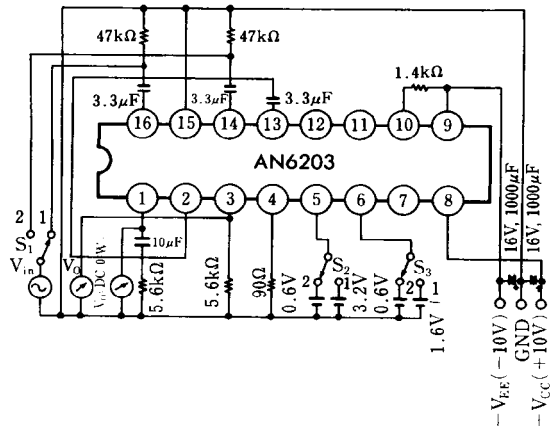 47kΩ 47kΩ
1.4kΩ
3.3μF 3.3μF 3.3μF
16 15 14 13 12 11 10 9
AN6203
1 2 3 4 5 6 7 8
16V, 1000μF
16V, 1000μF
2 1
S1
Vin
VO
10μF
5.6kΩ
5.6kΩ
90Ω
0.6V
S2
2 1
3.2V
0.6V
S3
2 1
1.6V
−VEE(−10V)
GND
−VCC(+10V)